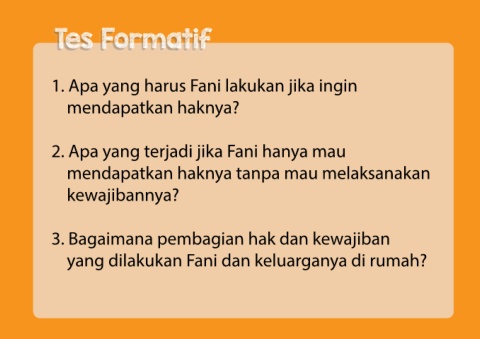 Tes Formatif
1. Apa yang harus Fani lakukan jika ingin
mendapatkan haknya?
2. Apa yang terjadi jika Fani hanya mau
mendapatkan haknya tanpa mau melaksanakan
kewajibannya?
3. Bagaimana pembagian hak dan kewajiban
yang dilakukan Fani dan keluarganya di rumah?